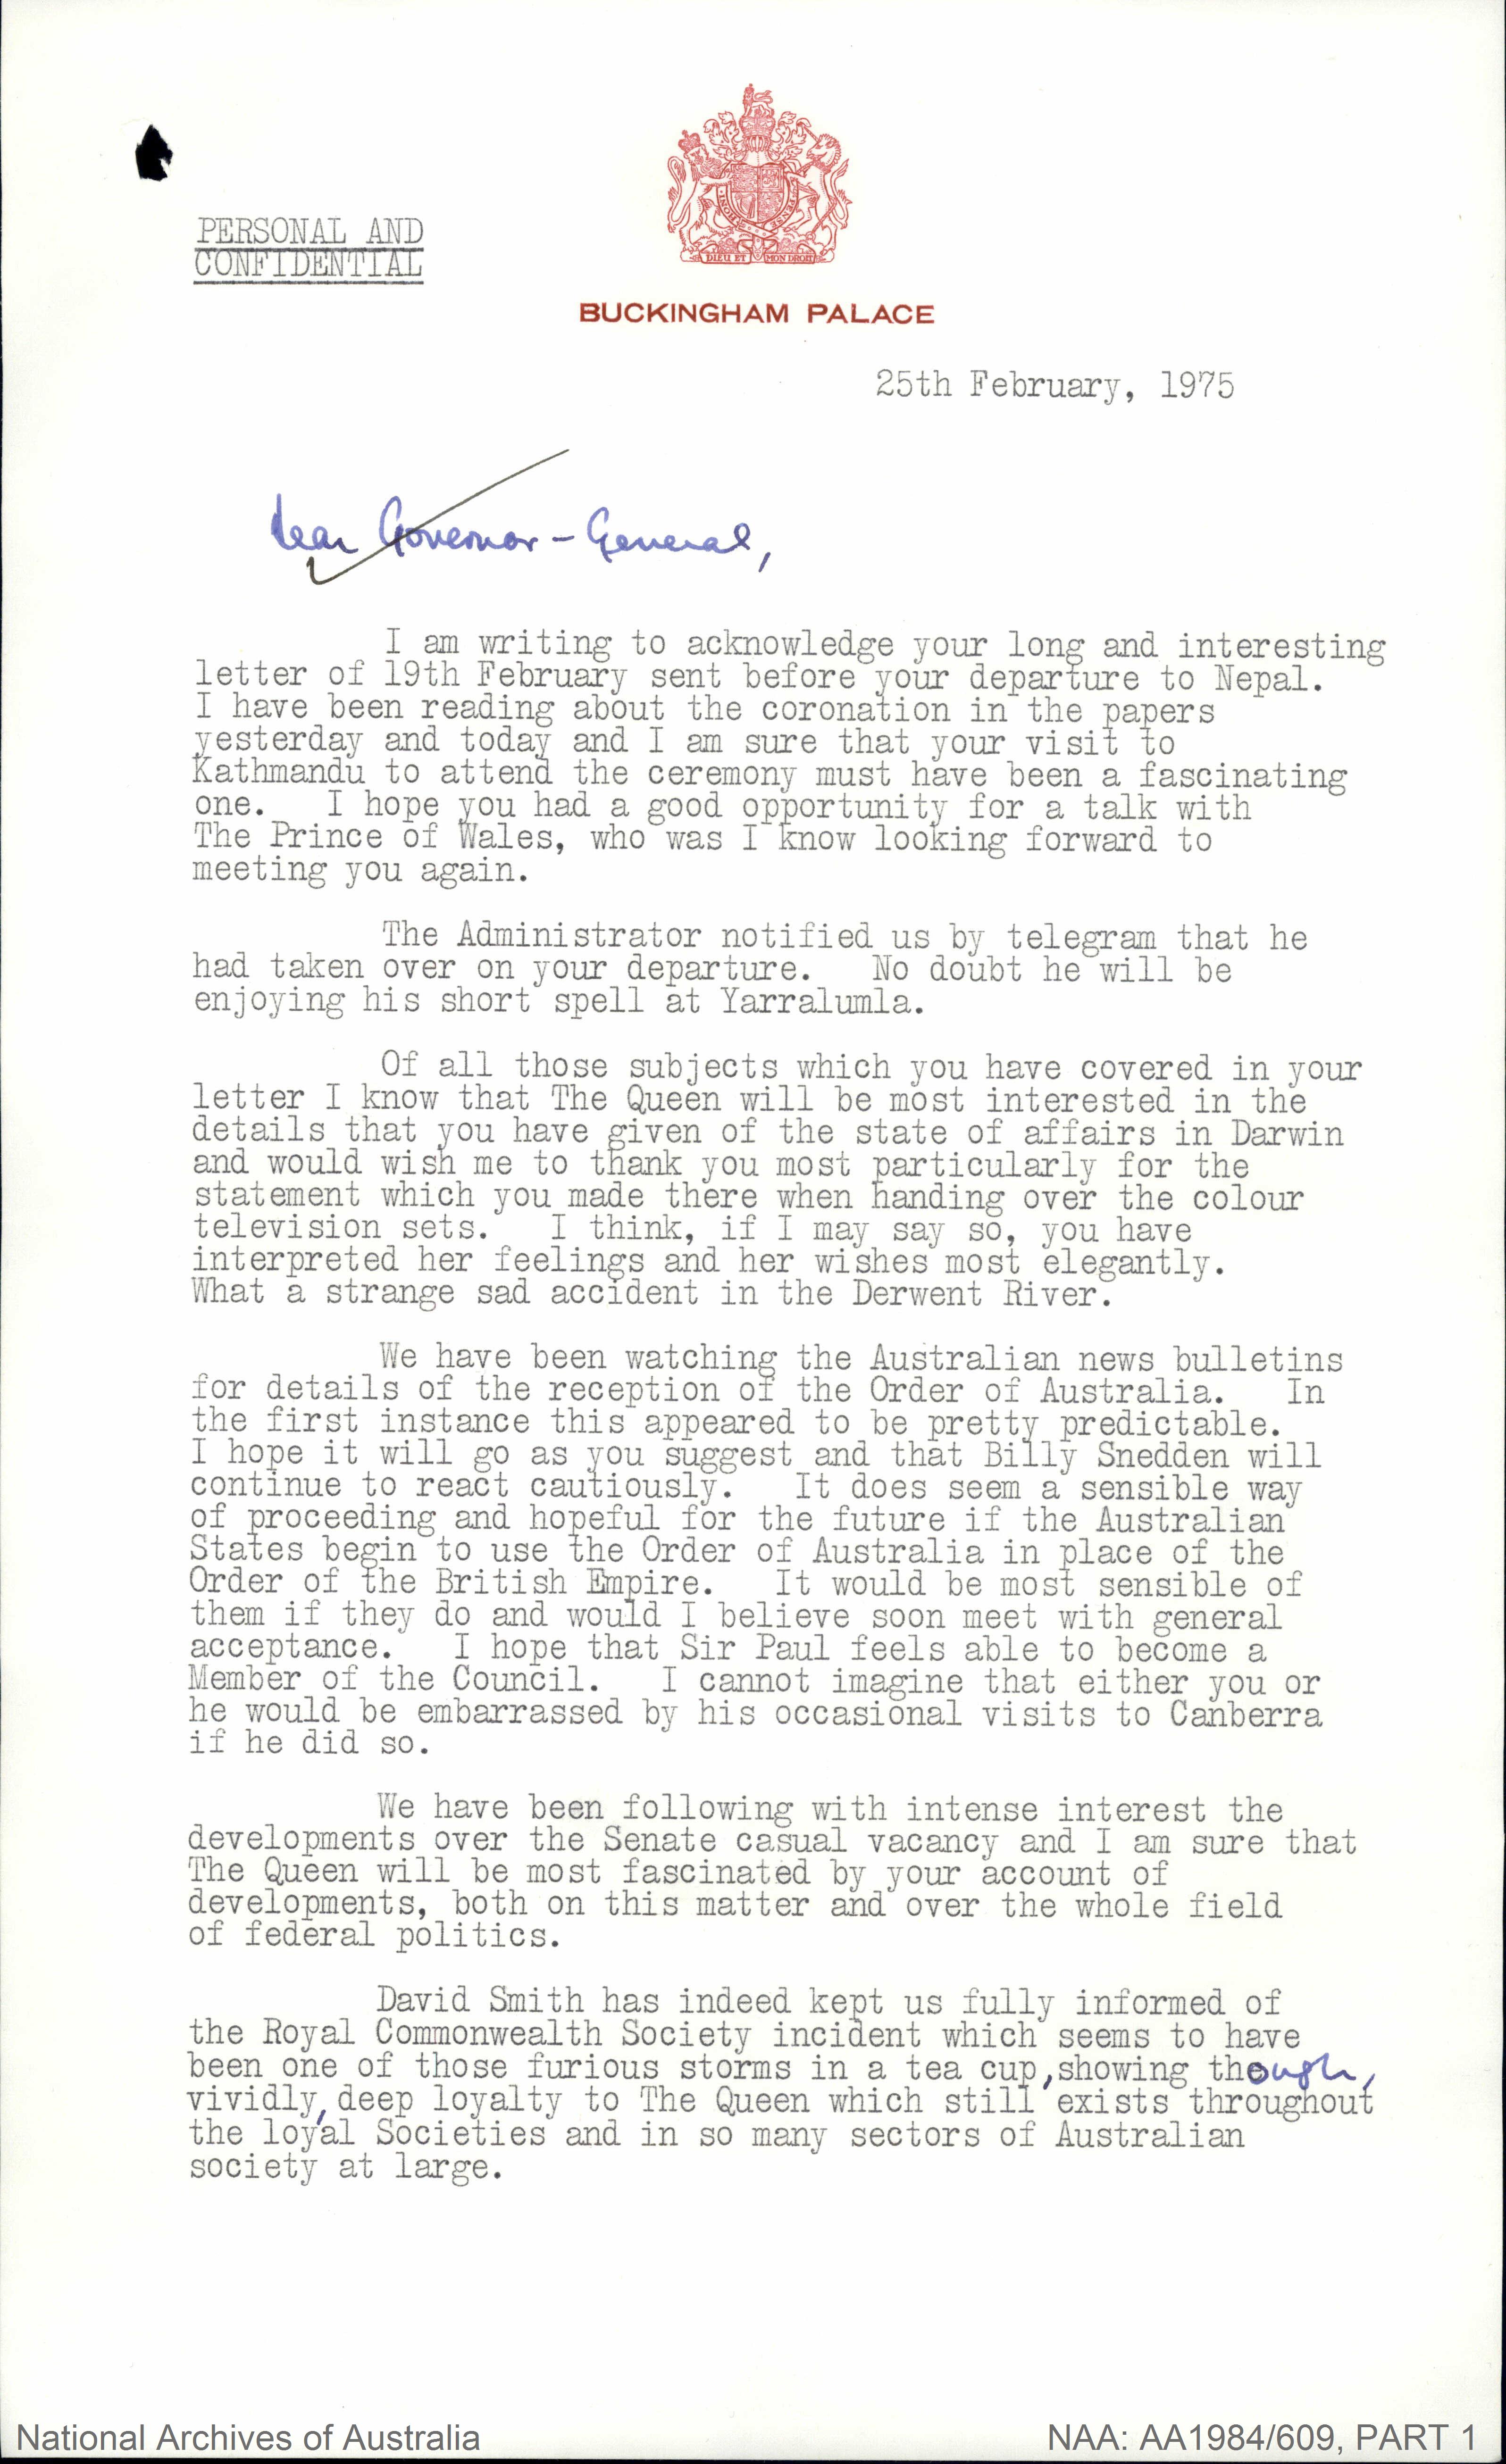 PERSONAL AND
CONFIDENTIAL
HONI PENSE
DIEU ET MON DROIT
BUCKINGHAM PALACE
25th February, 1975
Dear Governor-General,
I am writing to acknowledge your long and interesting
letter of 19th February sent before your departure to Nepal.
I have been reading about the coronation in the papers
yesterday and today and I am sure that your visit to
Kathmandu to attend the ceremony must have been a fascinating
one. I hope you had a good opportunity for a talk with
The Prince of Wales, who was I know looking forward to
meeting you again.
The Administrator notified us by telegram that he
had taken over on your departure. No doubt he will be
enjoying his short spell at Yarralumla.
Of all those subjects which you have covered in your
letter I know that The Queen will be most interested in the
details that you have given of the state of affairs in Darwin
and would wish me to thank you most particularly for the
statement which you made there when handing over the colour
television sets. I think, if I may say so, you have
interpreted her feelings and her wishes most elegantly.
What a strange sad accident in the Derwent River.
We have been watching the Australian news bulletins
for details of the reception of the Order of Australia. In
the first instance this appeared to be pretty predictable.
I hope it will go as you suggest and that Billy Snedden will
continue to react cautiously. It does seem a sensible way
of proceeding and hopeful for the future if the Australian
States begin to use the Order of Australia in place of the
Order of the British Empire. It would be most sensible of
them if they do and would I believe soon meet with general
acceptance. I hope that Sir Paul feels able to become a
Member of the Council. I cannot imagine that either you or
he would be embarrassed by his occasional visits to Canberra
if he did so.
We have been following with intense interest the
developments over the Senate casual vacancy and I am sure that
The Queen will be most fascinated by your account of
developments, both on this matter and over the whole field
of federal politics.
David Smith has indeed kept us fully informed of
the Royal Commonwealth Society incident which seems to have
been one of those furious storms in a tea cup, showing though,
vividly, deep loyalty to The Queen which still exists throughout
the loyal Societies and in so many sectors of Australian
society at large.
National Archives of Australia
NAA: AA1984/609, PART 1